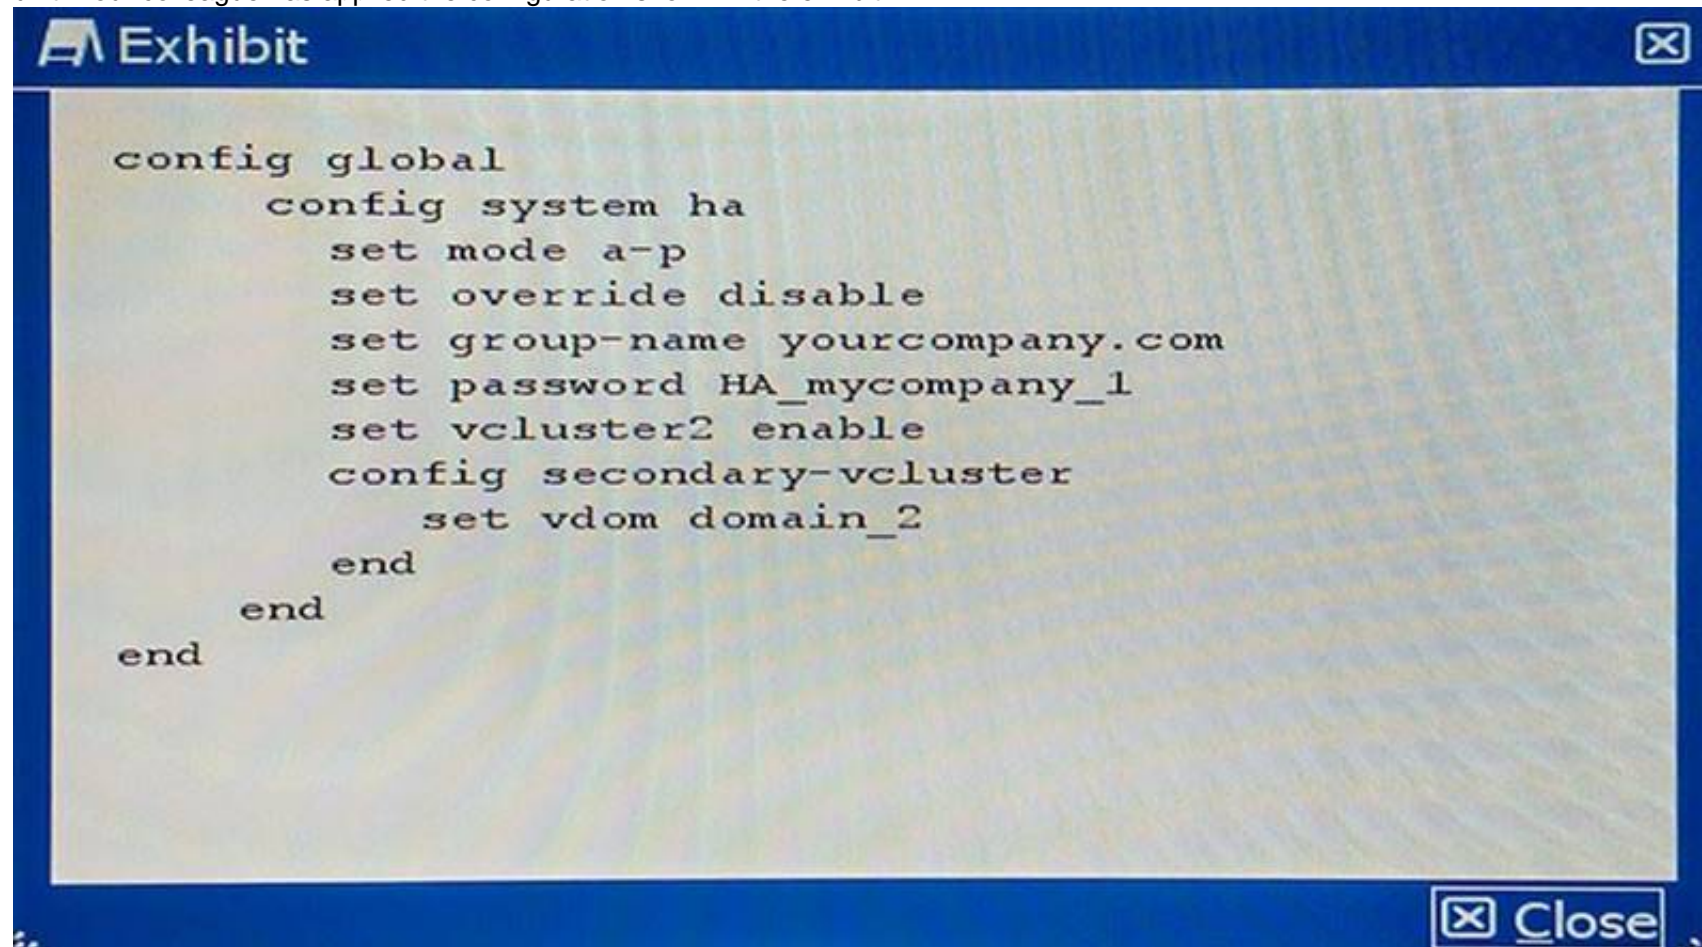 Exhibit
config global
config system ha
set mode a-p
set override disable
set group-name yourcompany.com
set password HA_mycompany_1
set vcluster2 enable
config secondary-vcluster
set vdom domain_2
end
end
end
Close